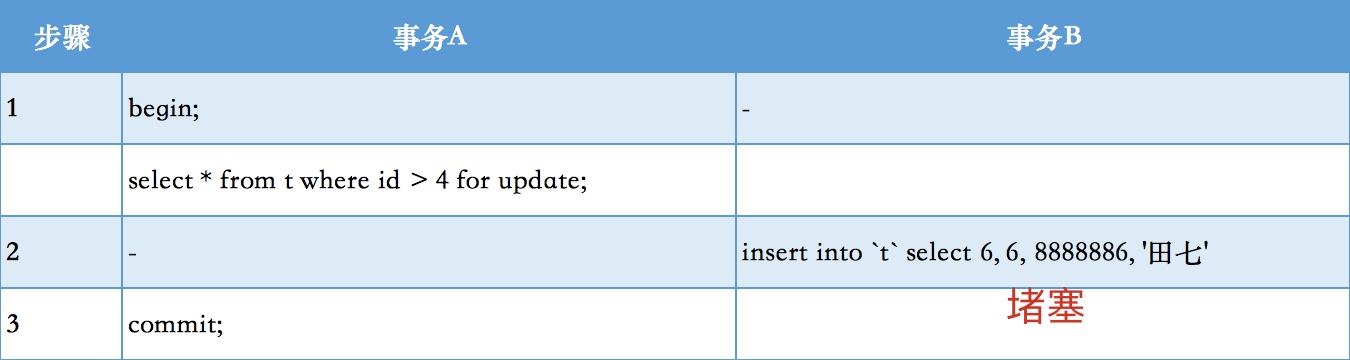 步骤 事务A 事务B
1 begin; -
select * from t where id > 4 for update;
2 - insert into `t` select 6, 6, 8888886, '田七'
堵塞
3 commit;